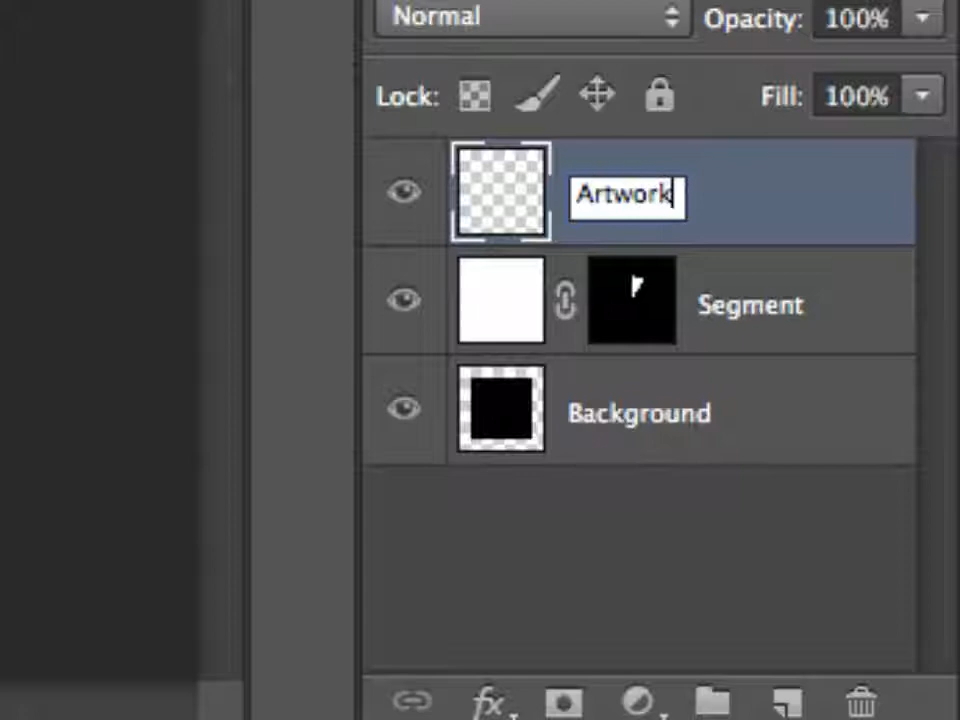 Normal Opacity: 100%
Lock: Fill: 100%
Artwork
Segment
Background
fx